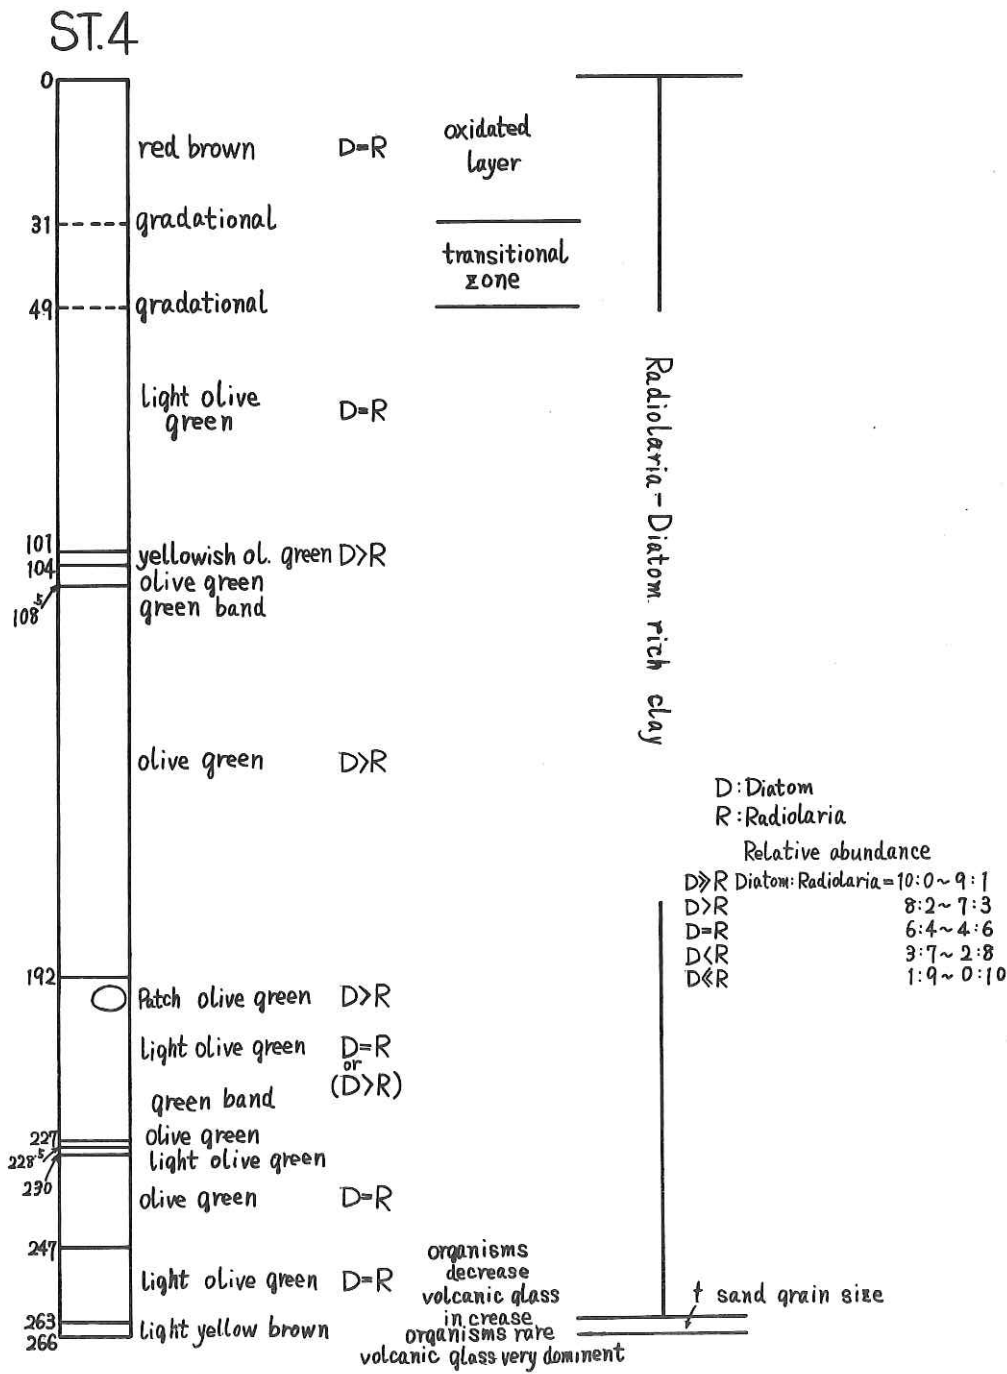 ST.4
0
red brown D=R oxidated
layer
31 gradational
transitional
zone
49 gradational
light olive
green D=R
Radiolaria-Diatom rich clay
101
yellowish ol. green D>R
104
olive green
108.5
green band
olive green D>R
D:Diatom
R:Radiolaria
Relative abundance
D≫R Diatom:Radiolaria=10:0~9:1
D>R 8:2~7:3
D=R 6:4~4:6
D<R 3:7~2:8
D≪R 1:9~0:10
192
Patch olive green D>R
light olive green D=R
or
(D>R)
green band
227 olive green
228.5 light olive green
230
olive green D=R
247
organisms
decrease
light olive green D=R volcanic glass
in crease
† sand grain size
263
light yellow brown organisms rare
266
volcanic glass very dominent